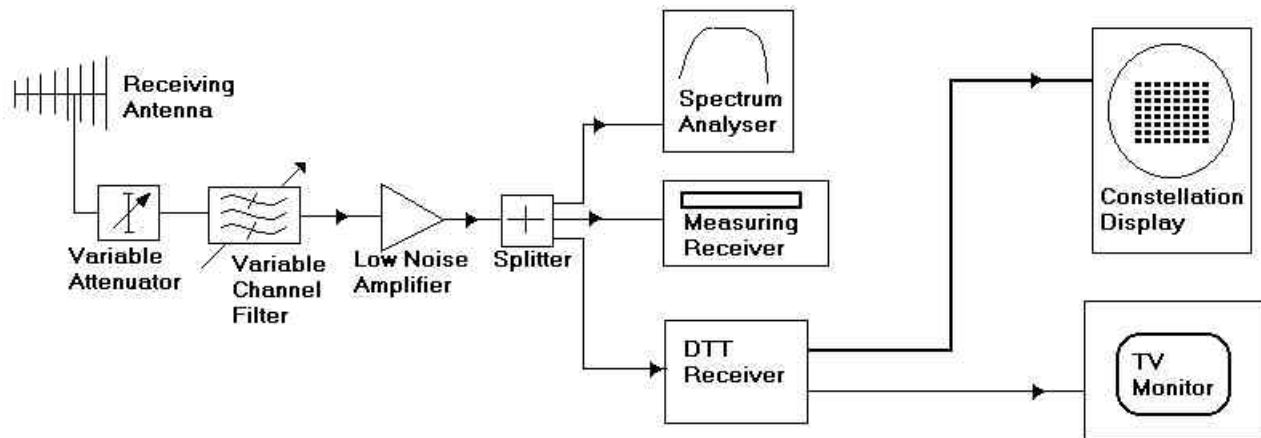 Receiving
Antenna
Variable
Attenuator
Variable
Channel
Filter
Low Noise
Amplifier
Splitter
Spectrum
Analyser
Measuring
Receiver
DTT
Receiver
Constellation
Display
TV
Monitor